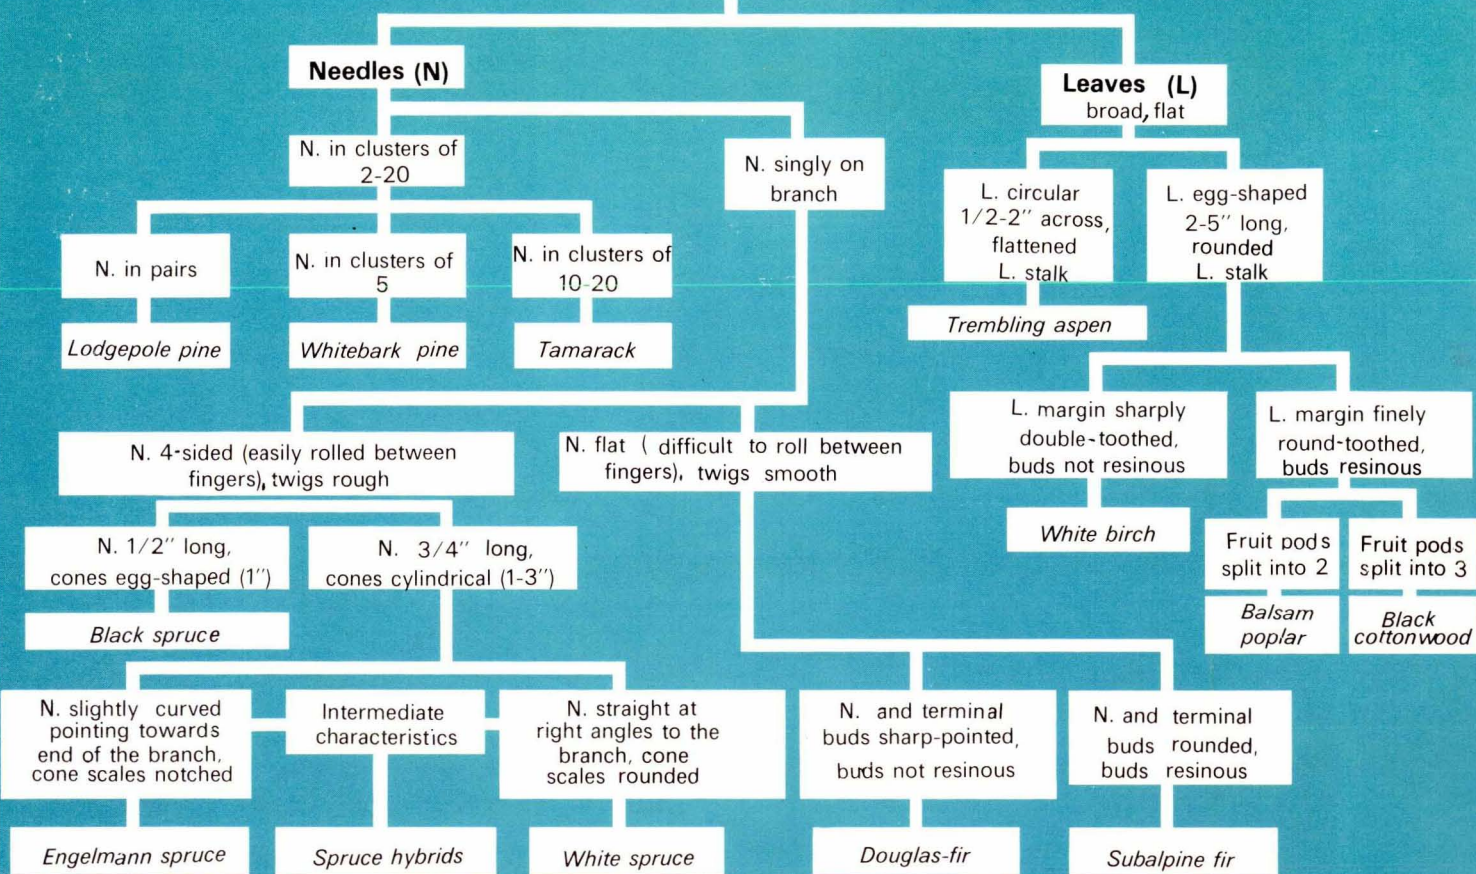 Needles (N)
Leaves (L)
broad, flat
N. in clusters of
2-20
N. singly on
branch
L. circular
1/2-2" across,
flattened
L. stalk
L. egg-shaped
2-5" long,
rounded
L. stalk
N. in pairs
N. in clusters of
5
N. in clusters of
10-20
Lodgepole pine
Whitebark pine
Tamarack
Trembling aspen
N. 4-sided (easily rolled between
fingers), twigs rough
N. flat ( difficult to roll between
fingers), twigs smooth
L. margin sharply
double-toothed,
buds not resinous
L. margin finely
round-toothed,
buds resinous
White birch
Fruit pods
split into 2
Fruit pods
split into 3
Balsam
poplar
Black
cottonwood
N. 1/2" long,
cones egg-shaped (1")
N. 3/4" long,
cones cylindrical (1-3")
Black spruce
N. slightly curved
pointing towards
end of the branch,
cone scales notched
Intermediate
characteristics
N. straight at
right angles to the
branch, cone
scales rounded
N. and terminal
buds sharp-pointed,
buds not resinous
N. and terminal
buds rounded,
buds resinous
Engelmann spruce
Spruce hybrids
White spruce
Douglas-fir
Subalpine fir